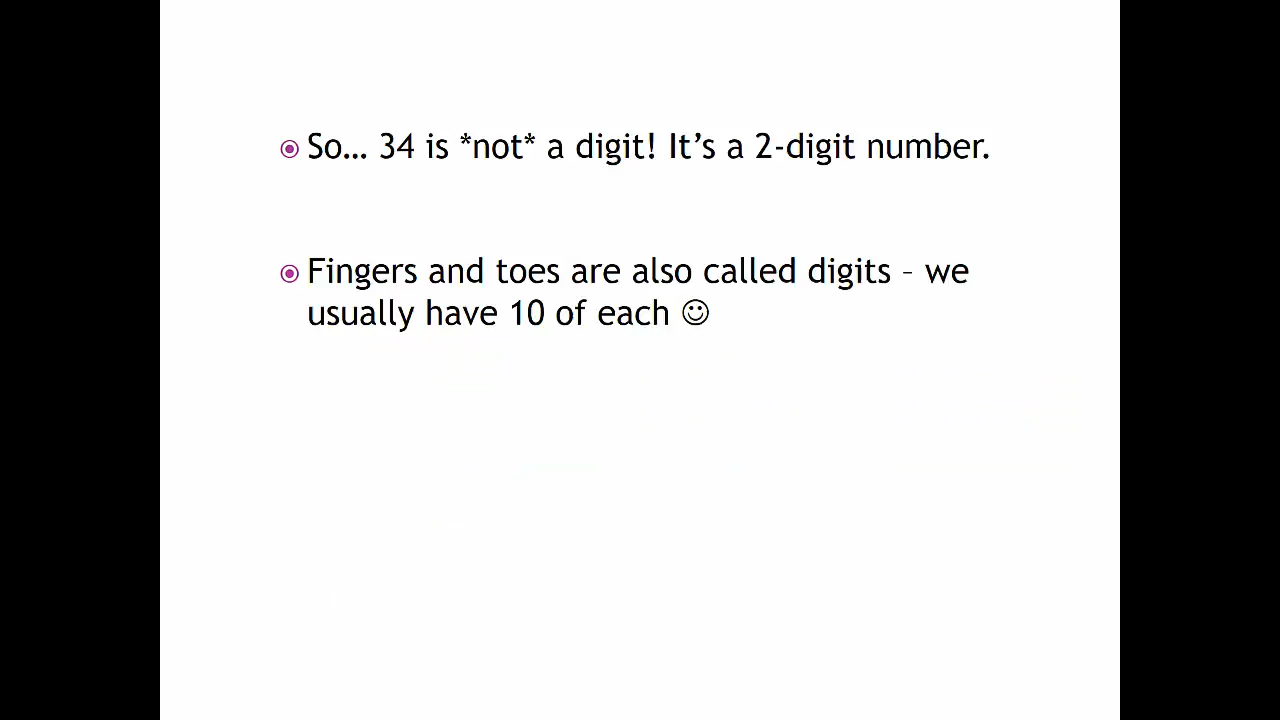 So… 34 is *not* a digit! It’s a 2-digit number.
Fingers and toes are also called digits – we
usually have 10 of each ☺